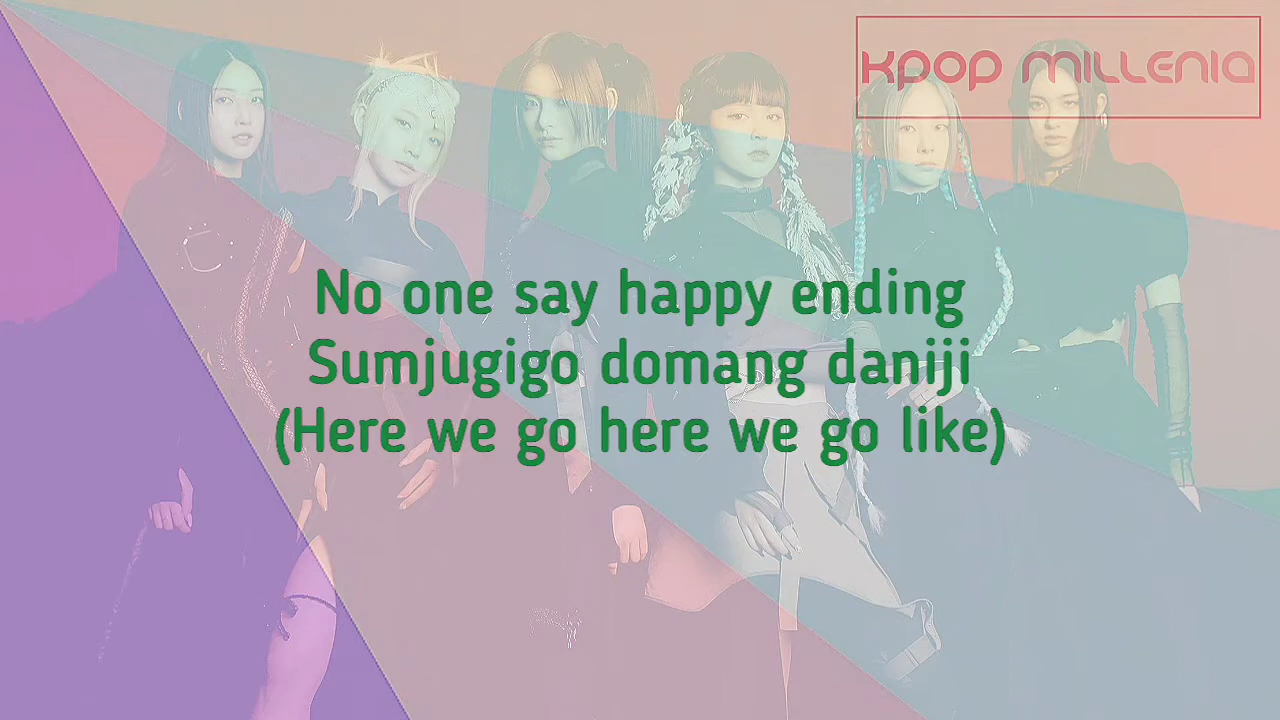 KPOP MILLENIA
No one say happy ending
Sumjugigo domang daniji
(Here we go here we go like)